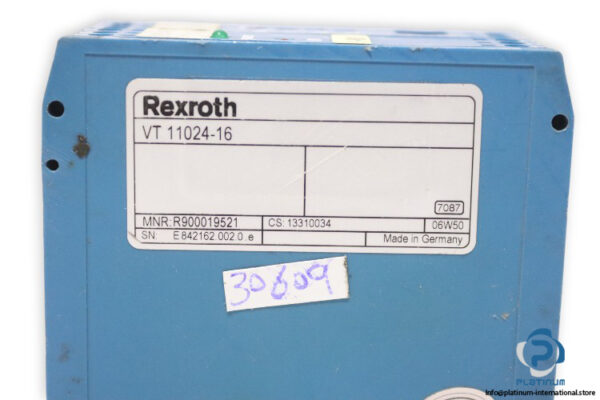 Rexroth
VT 11024-16
7087
MNR: R900019521 CS: 13310034 06W50
SN: E 842162 002.0 .e Made in Germany
30609
PLATINUM
info@platinum-international.store